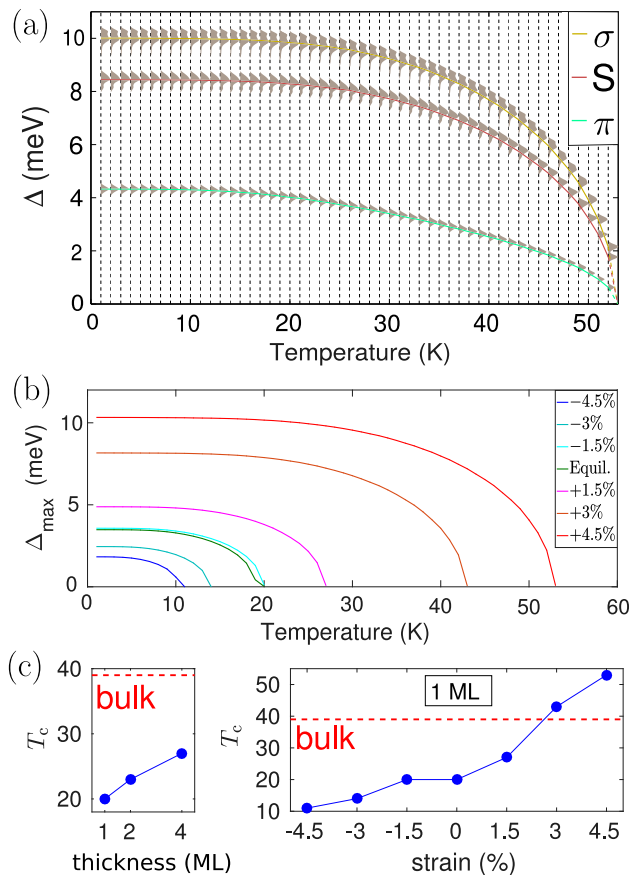 (a)
10
8
6
4
2
0
Δ (meV)
σ
S
π
0 10 20 30 40 50
Temperature (K)
(b)
10
5
0
Δmax (meV)
−4.5%
−3%
−1.5%
Equil.
+1.5%
+3%
+4.5%
0 10 20 30 40 50 60
Temperature (K)
(c)
40
30
20
Tc
bulk
1 2 4
thickness (ML)
50
40
30
20
10
Tc
1 ML
bulk
-4.5 -3 -1.5 0 1.5 3 4.5
strain (%)